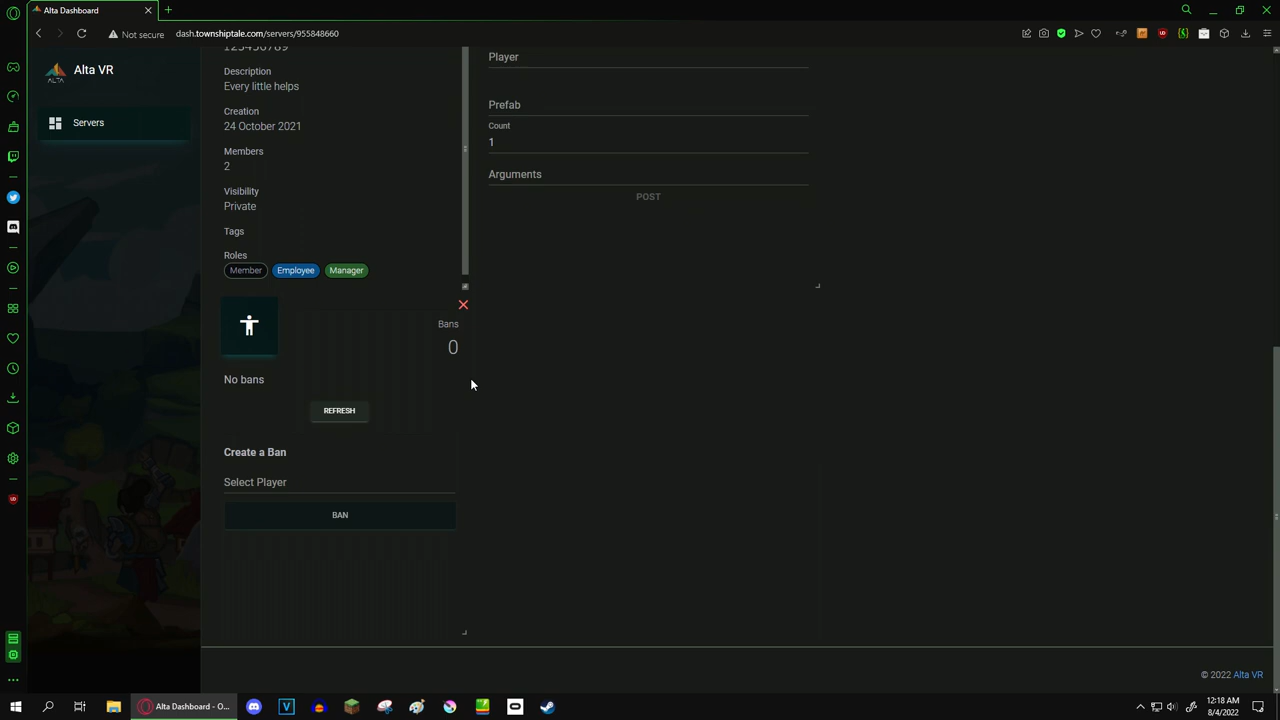 Alta Dashboard
Not secure
dash.townshiptale.com/servers/955848660
ALTA
Alta VR
Servers
123456789
Description
Every little helps
Creation
24 October 2021
Members
2
Visibility
Private
Tags
Roles
Member Employee Manager
Bans
0
No bans
REFRESH
Create a Ban
Select Player
BAN
Player
Prefab
Count
1
Arguments
POST
© 2022 Alta VR
Alta Dashboard - O...
12:18 AM
8/4/2022